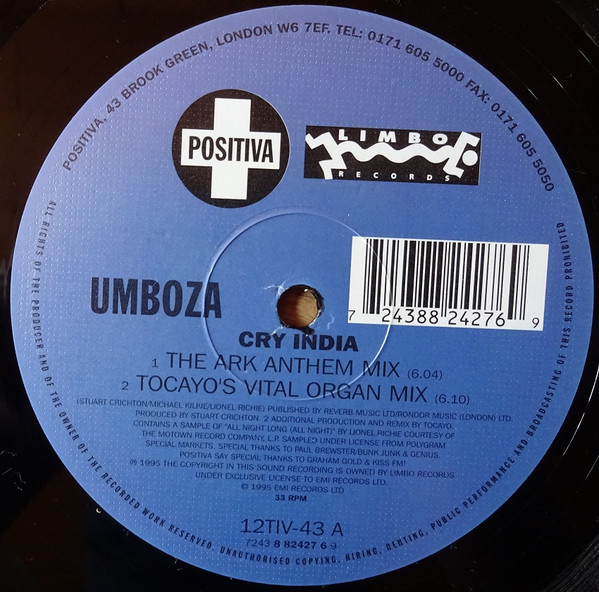 POSITIVA, 43 BROOK GREEN, LONDON W6 7EF. TEL: 0171 605 5000 FAX: 0171 605 5050
POSITIVA
LIMBO
RECORDS
7 24388 24276 9
UMBOZA
CRY INDIA
1 THE ARK ANTHEM MIX (6.04)
2 TOCAYO'S VITAL ORGAN MIX (6.10)
(STUART CRICHTON/MICHAEL KILKIE/LIONEL RICHIE) PUBLISHED BY REVERB MUSIC LTD/RONDOR MUSIC (LONDON) LTD.
PRODUCED BY STUART CRICHTON. 2 ADDITIONAL PRODUCTION AND REMIX BY TOCAYO.
CONTAINS A SAMPLE OF "ALL NIGHT LONG (ALL NIGHT)" BY LIONEL RICHIE COURTESY OF
THE MOTOWN RECORD COMPANY, L.P. SAMPLED UNDER LICENSE FROM POLYGRAM
SPECIAL MARKETS. SPECIAL THANKS TO PAUL BREWSTER/BUNK JUNK & GENIUS.
POSITIVA SAY SPECIAL THANKS TO GRAHAM GOLD & KISS FM!
℗ 1995 THE COPYRIGHT IN THIS SOUND RECORDING IS OWNED BY LIMBO RECORDS
UNDER EXCLUSIVE LICENSE TO EMI RECORDS LTD
© 1995 EMI RECORDS LTD
33 RPM
12TIV-43 A
7243 8 82427 6 9
ALL RIGHTS OF THE PRODUCER AND OF THE OWNER OF THE RECORDED WORK RESERVED. UNAUTHORISED COPYING, HIRING, RENTING, PUBLIC PERFORMANCE AND BROADCASTING OF THIS RECORD PROHIBITED